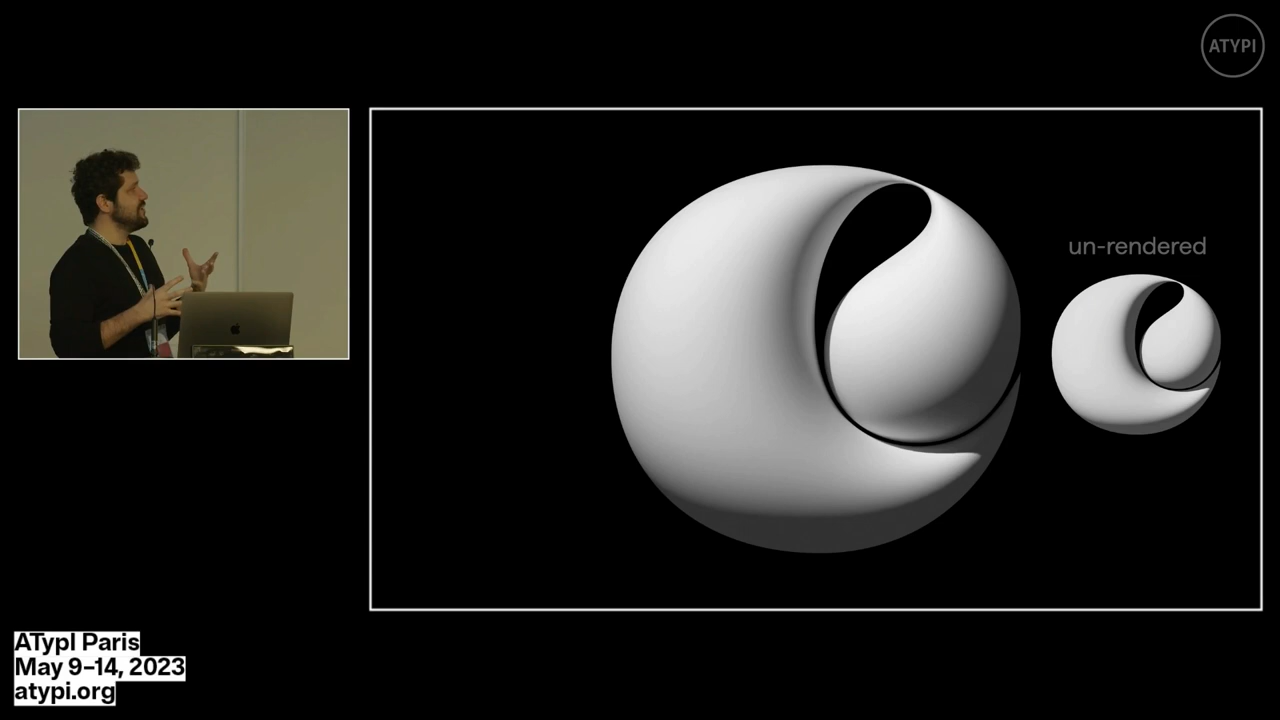 ATYPI
un-rendered
ATypI Paris
May 9–14, 2023
atypi.org